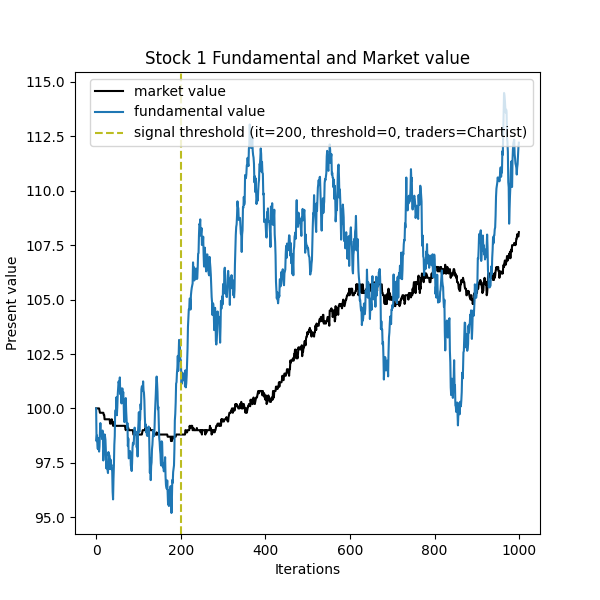 Stock 1 Fundamental and Market value
market value
fundamental value
signal threshold (it=200, threshold=0, traders=Chartist)
115.0
112.5
110.0
107.5
105.0
102.5
100.0
97.5
95.0
Present value
0 200 400 600 800 1000
Iterations